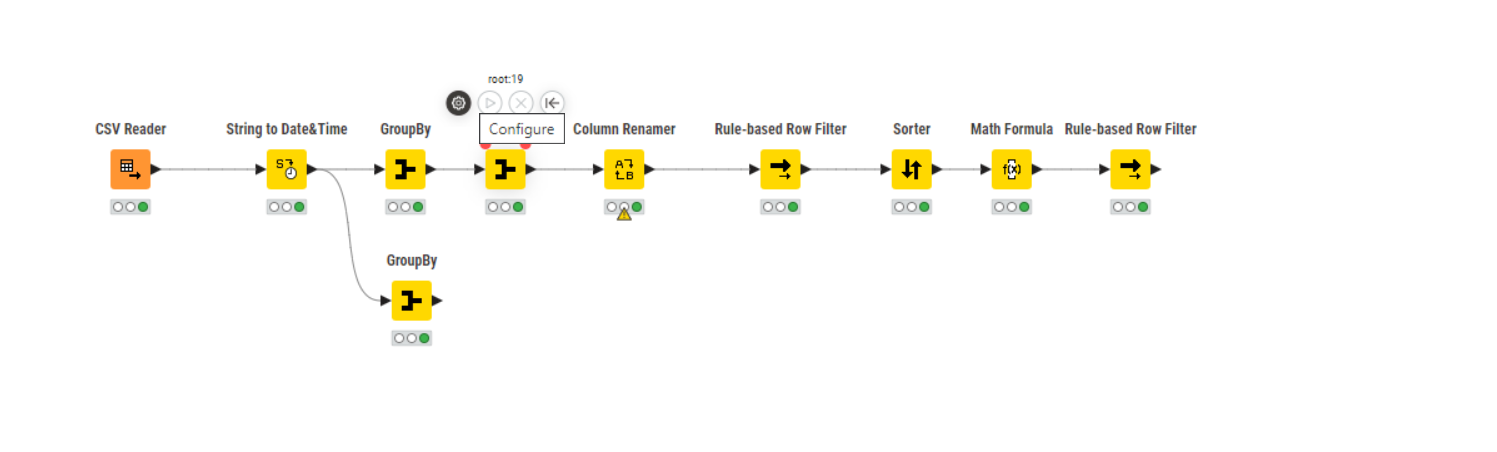 root:19
CSV Reader
String to Date&Time
GroupBy
Configure
Column Renamer
Rule-based Row Filter
Sorter
Math Formula
Rule-based Row Filter
S
A
B
f(x)
GroupBy